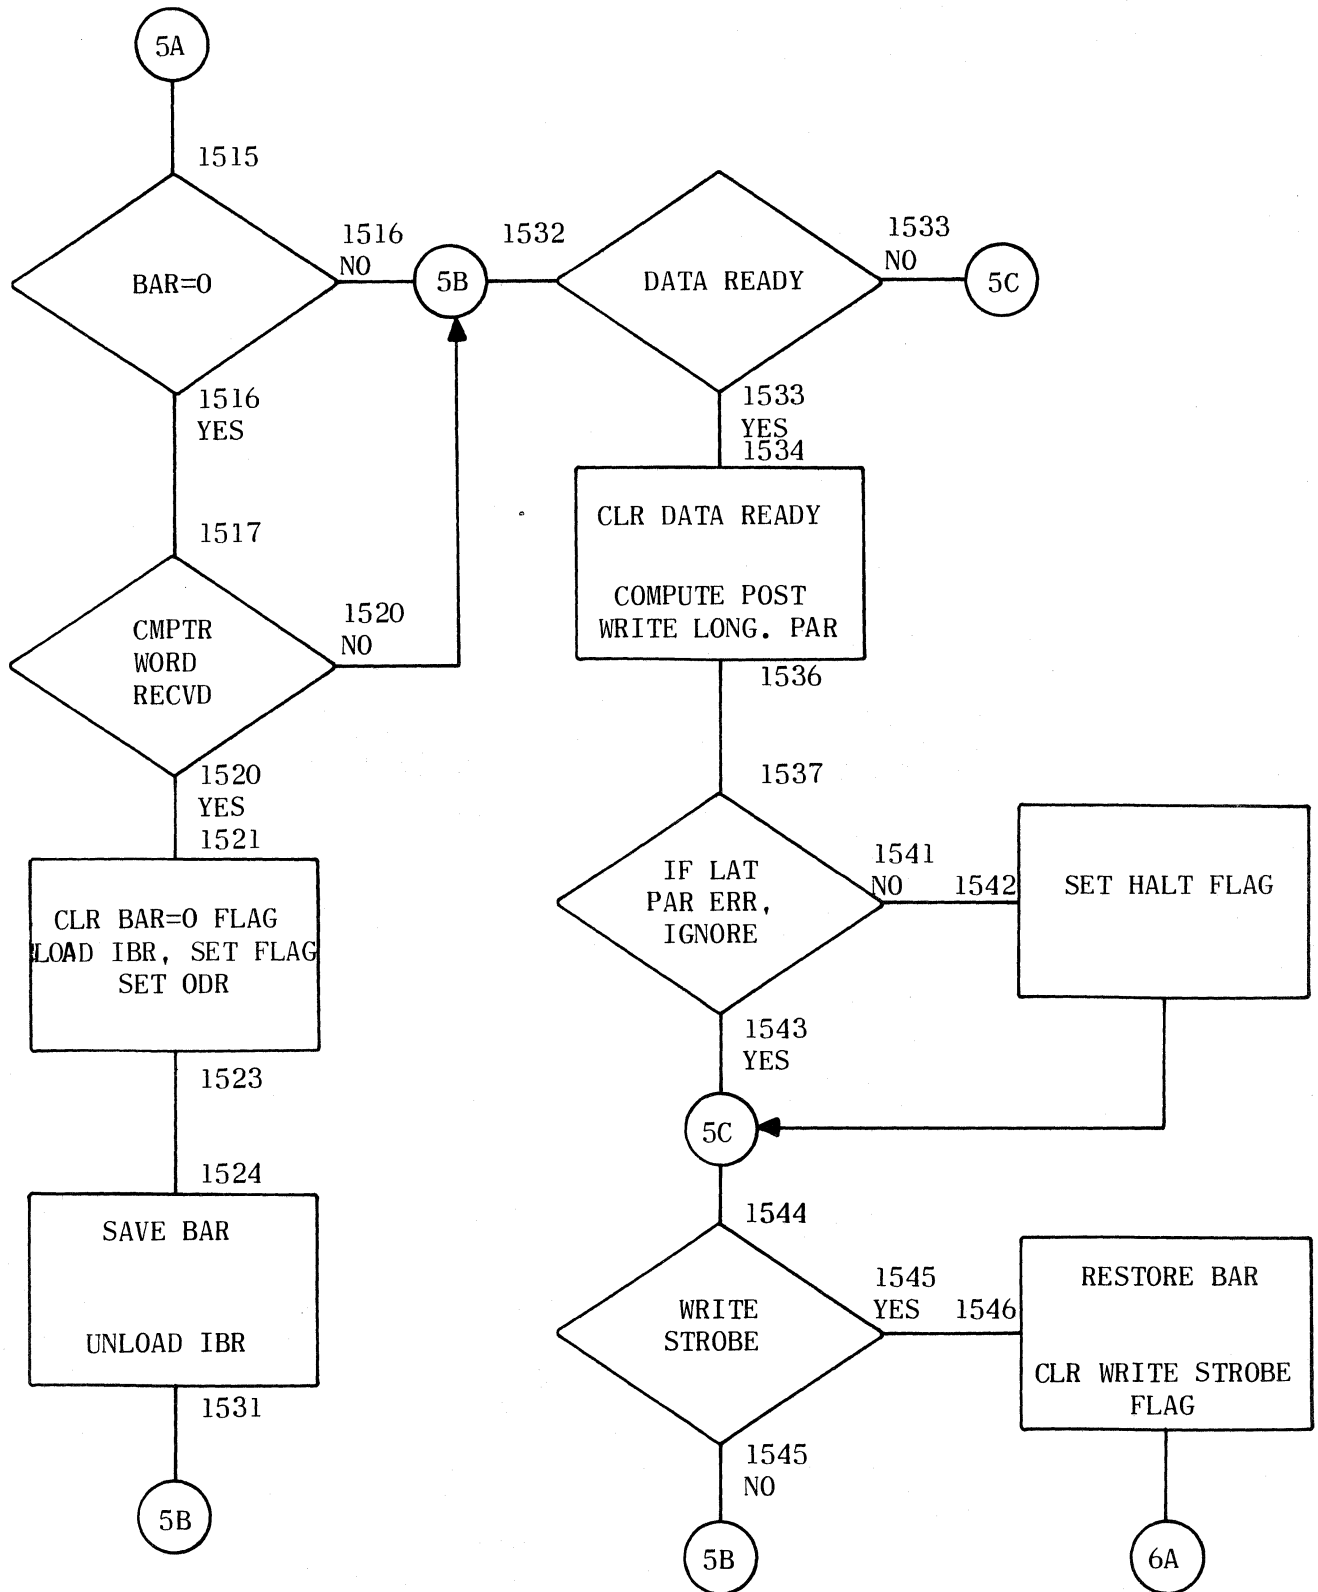 5A
1515
BAR=0
1516
NO
5B
1516
YES
1517
CMPTR
WORD
RECVD
1520
NO
1520
YES
1521
CLR BAR=0 FLAG
LOAD IBR, SET FLAG
SET ODR
1523
1524
SAVE BAR
UNLOAD IBR
1531
5B
1532
DATA READY
1533
NO
5C
1533
YES
1534
CLR DATA READY
COMPUTE POST
WRITE LONG. PAR
1536
1537
IF LAT
PAR ERR,
IGNORE
1541
NO
1542
SET HALT FLAG
1543
YES
5C
1544
WRITE
STROBE
1545
YES
1546
RESTORE BAR
CLR WRITE STROBE
FLAG
1545
NO
5B
6A